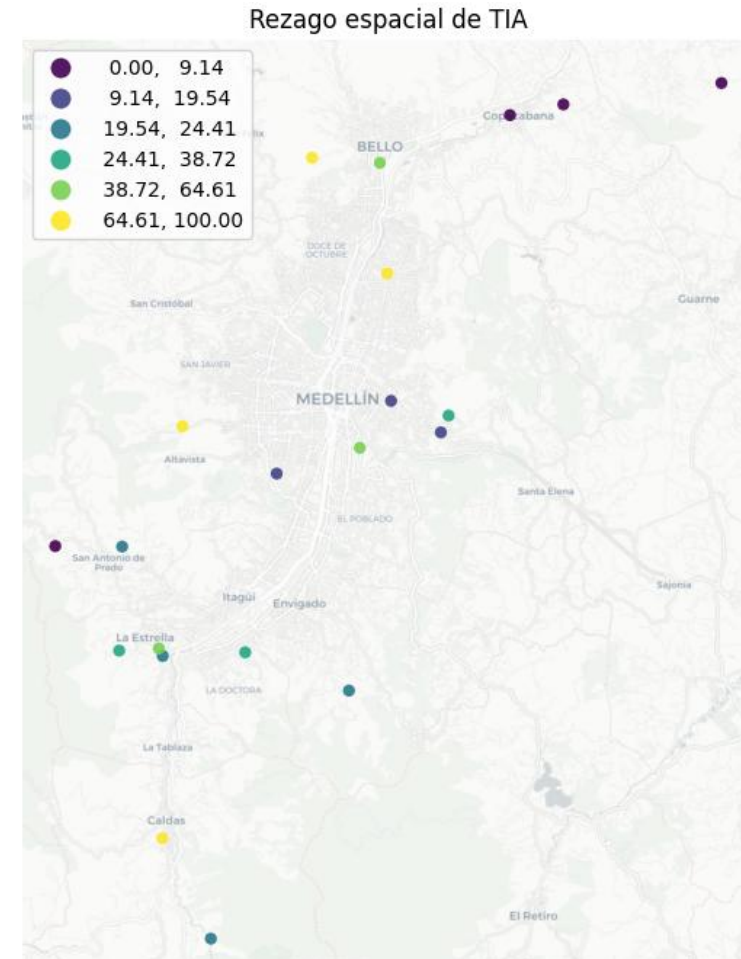 Rezago espacial de TIA
0.00, 9.14
9.14, 19.54
19.54, 24.41
24.41, 38.72
38.72, 64.61
64.61, 100.00
Copacabana
BELLO
DOCE DE
OCTUBRE
San Cristóbal
Guarne
SAN JAVIER
MEDELLÍN
Altavista
Santa Elena
EL POBLADO
San Antonio de
Prado
Sajonia
Itagüí
Envigado
La Estrella
LA DOCTORA
La Tablaza
Caldas
El Retiro